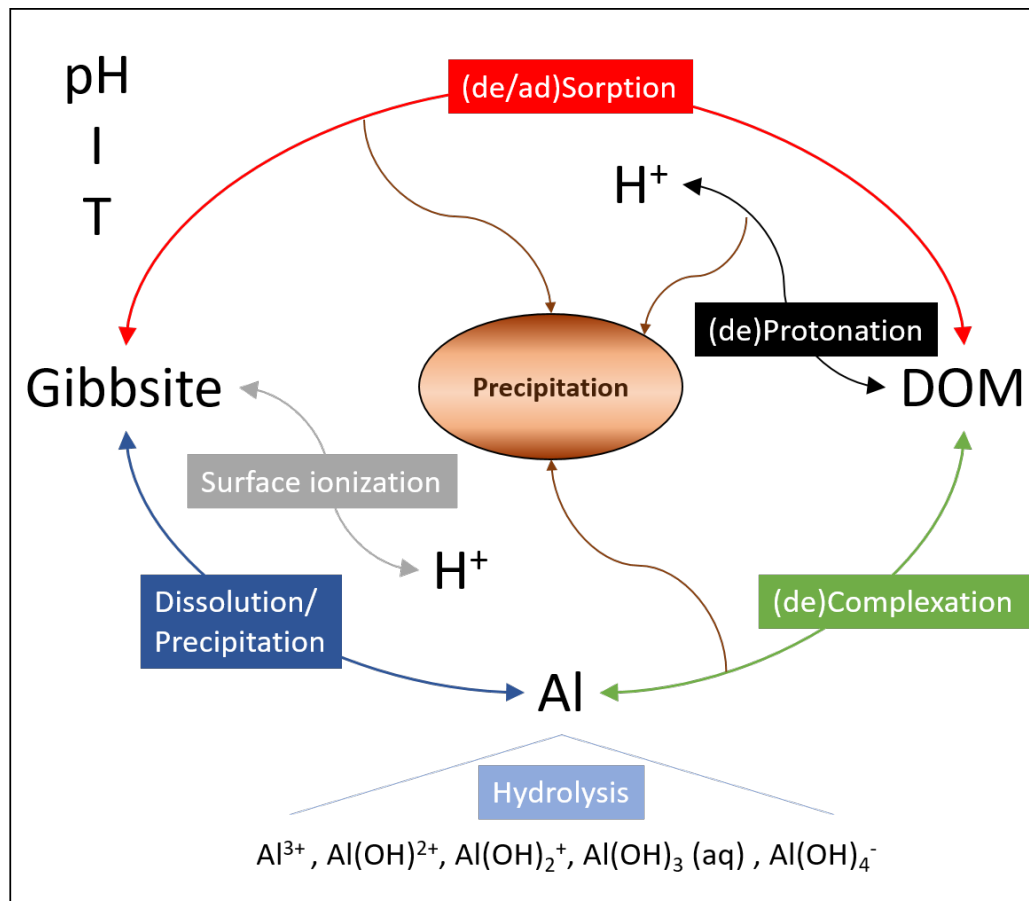 pH
I
T
(de/ad)Sorption
H⁺
(de)Protonation
Gibbsite
Precipitation
DOM
Surface ionization
H⁺
Dissolution/
Precipitation
(de)Complexation
Al
Hydrolysis
Al³⁺ , Al(OH)²⁺, Al(OH)₂⁺, Al(OH)₃ (aq) , Al(OH)₄⁻